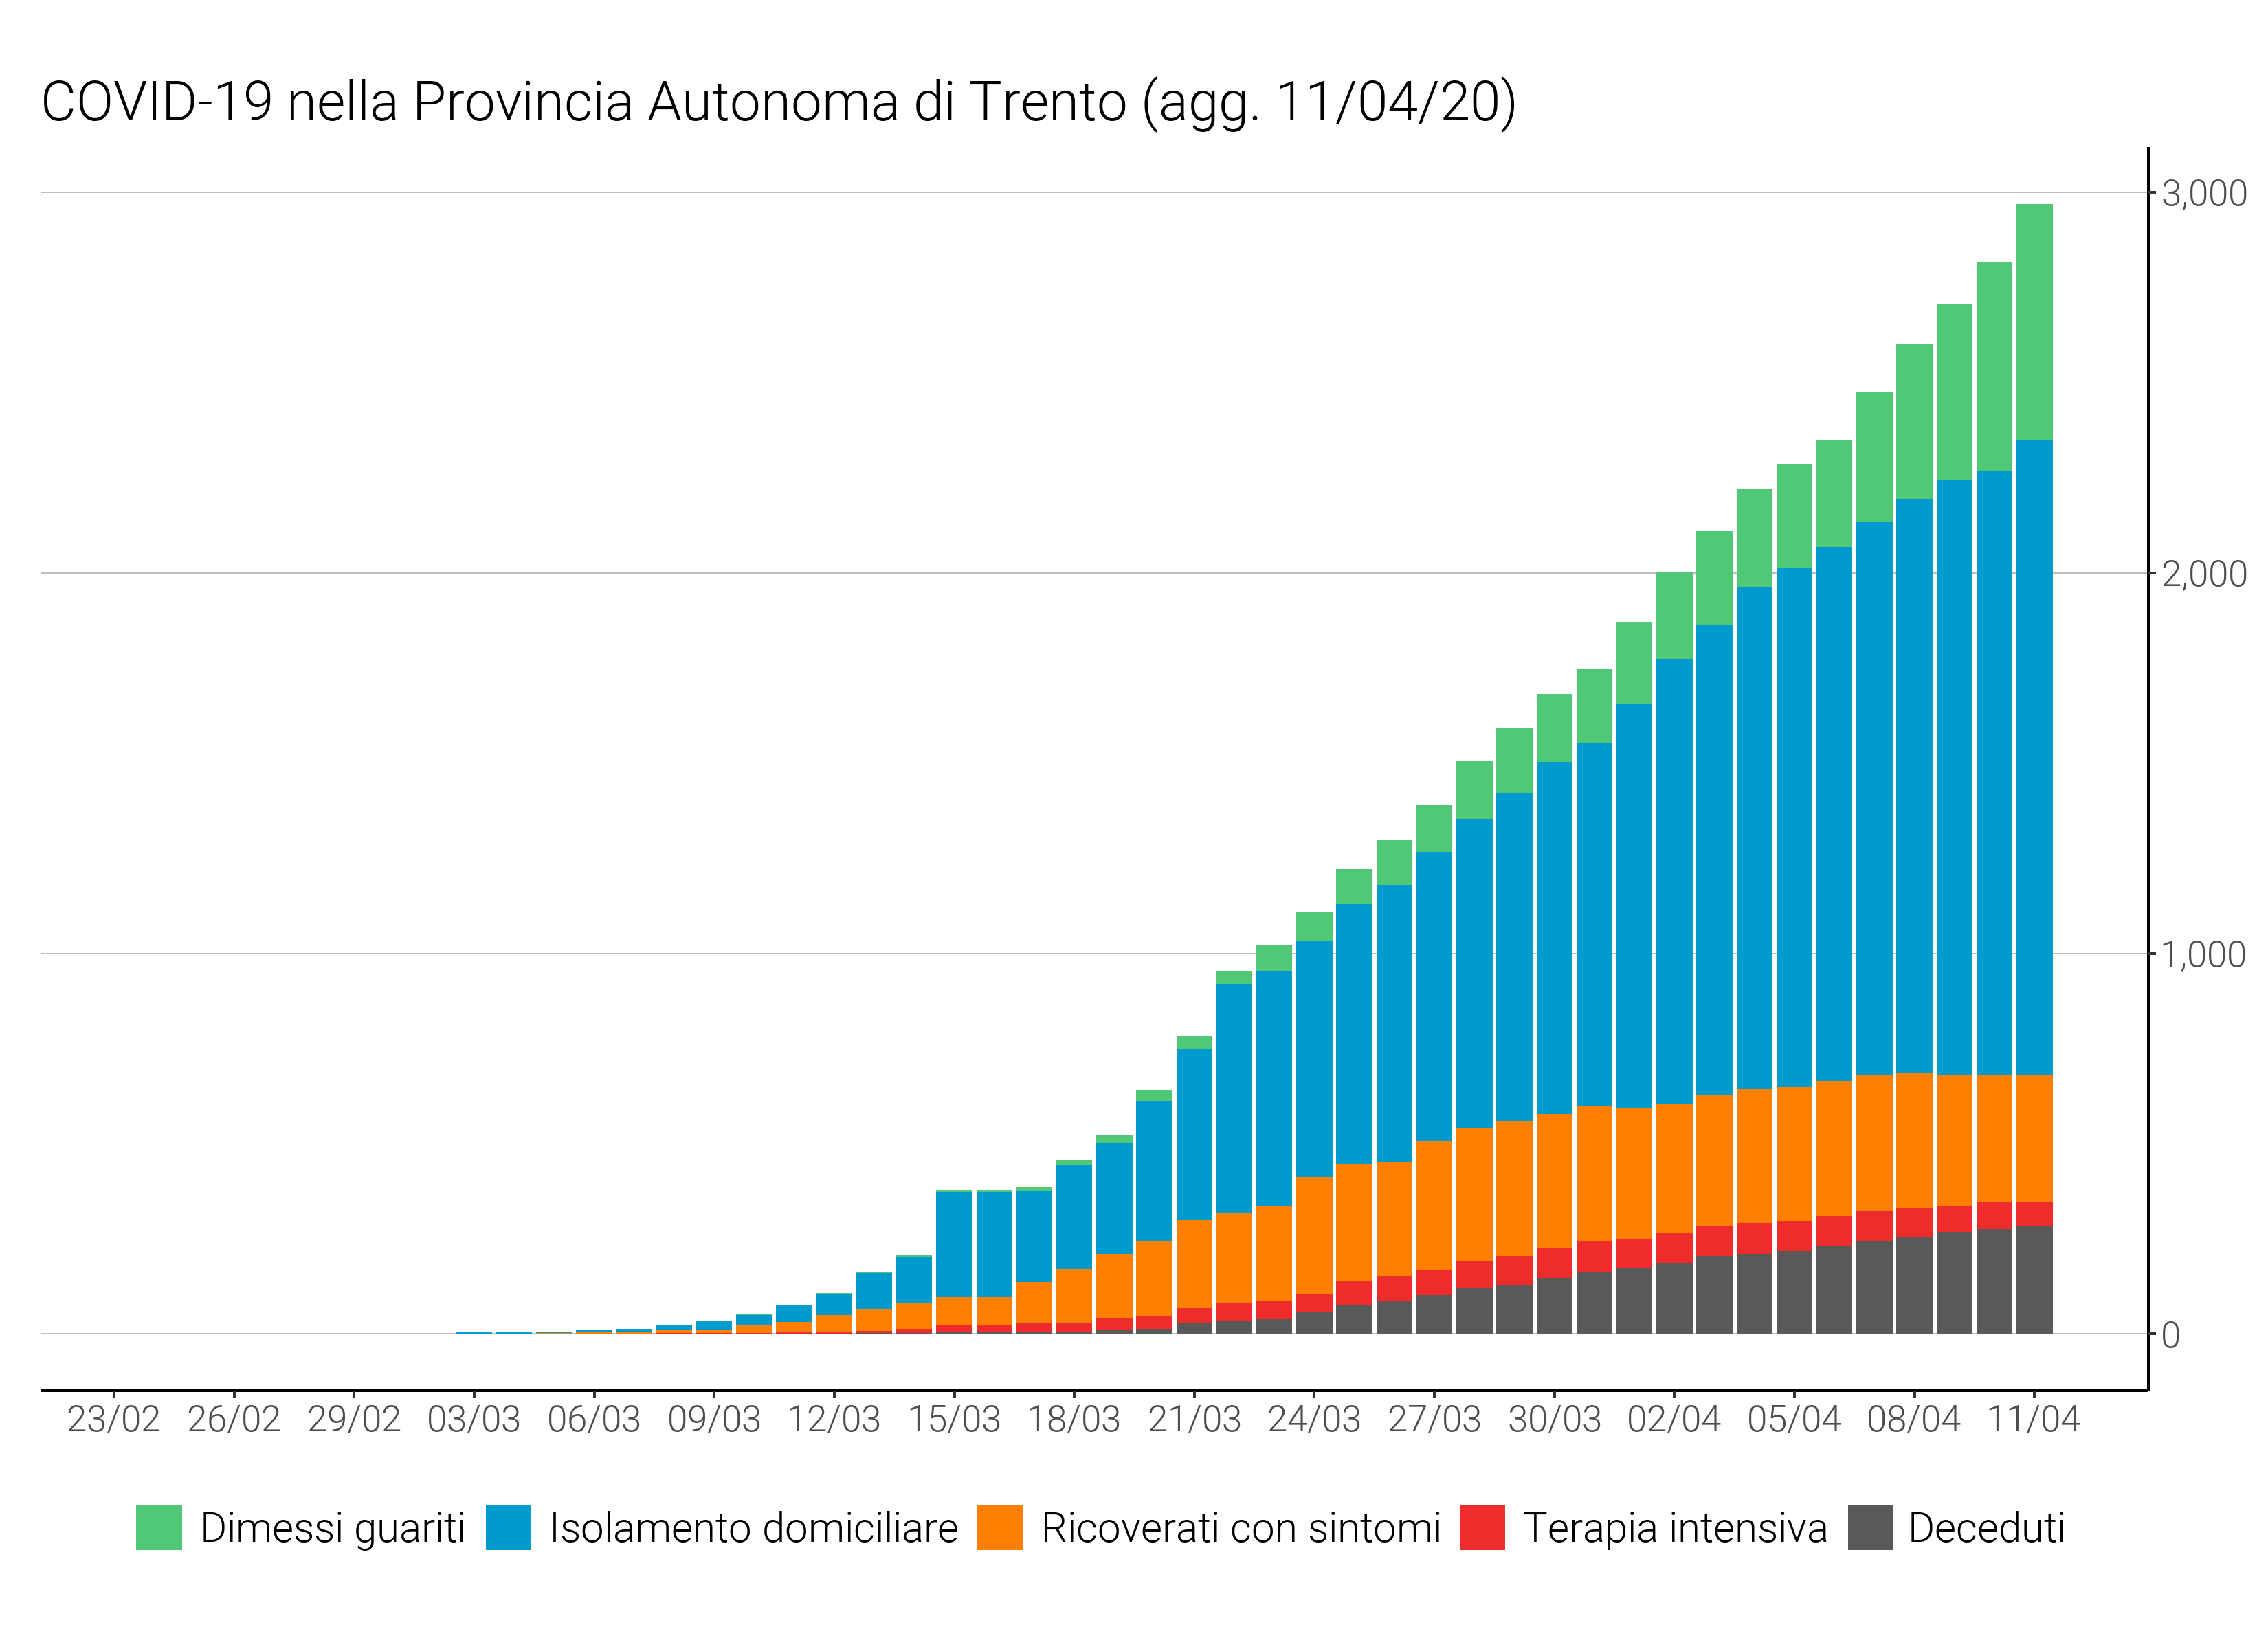 COVID-19 nella Provincia Autonoma di Trento (agg. 11/04/20)
3,000
2,000
1,000
0
23/02 26/02 29/02 03/03 06/03 09/03 12/03 15/03 18/03 21/03 24/03 27/03 30/03 02/04 05/04 08/04 11/04
Dimessi guariti Isolamento domiciliare Ricoverati con sintomi Terapia intensiva Deceduti